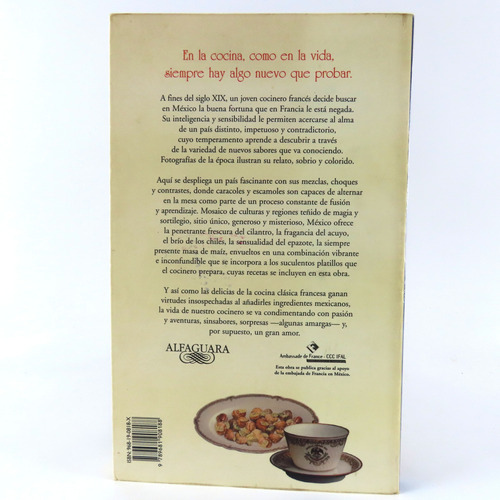 En la cocina, como en la vida,
siempre hay algo nuevo que probar.
A fines del siglo XIX, un joven cocinero francés decide buscar
en México la buena fortuna que en Francia le está negada.
Su inteligencia y sensibilidad le permiten acercarse al alma
de un país distinto, impetuoso y contradictorio,
cuyo temperamento aprende a descubrir a través
de la variedad de nuevos sabores que va conociendo.
Fotografías de la época ilustran su relato, sobrio y colorido.
Aquí se despliega un país fascinante con sus mezclas, choques
y contrastes, donde caracoles y escamoles son capaces de alternar
en la mesa como parte de un proceso constante de fusión
y aprendizaje. Mosaico de culturas y regiones teñido de magia y
sortilegio, sitio único, generoso y misterioso, México ofrece
la penetrante frescura del cilantro, la fragancia del acuyo,
el brío de los chiles, la sensualidad del epazote, la siempre
presente masa de maíz, envueltos en una combinación vibrante
e inconfundible que se incorpora a los suculentos platillos que
el cocinero prepara, cuyas recetas se incluyen en esta obra.
Y así como las delicias de la cocina clásica francesa ganan
virtudes insospechadas al añadirles ingredientes mexicanos,
la vida de nuestro cocinero se va condimentando con pasión
y aventuras, sinsabores, sorpresas —algunas amargas— y,
por supuesto, un gran amor.
ALFAGUARA
Ambassade de France - CCC IFAL
Esta obra se publica gracias al apoyo
de la embajada de Francia en México.
ISBN: 968-19-0818-X
9 789681 908188